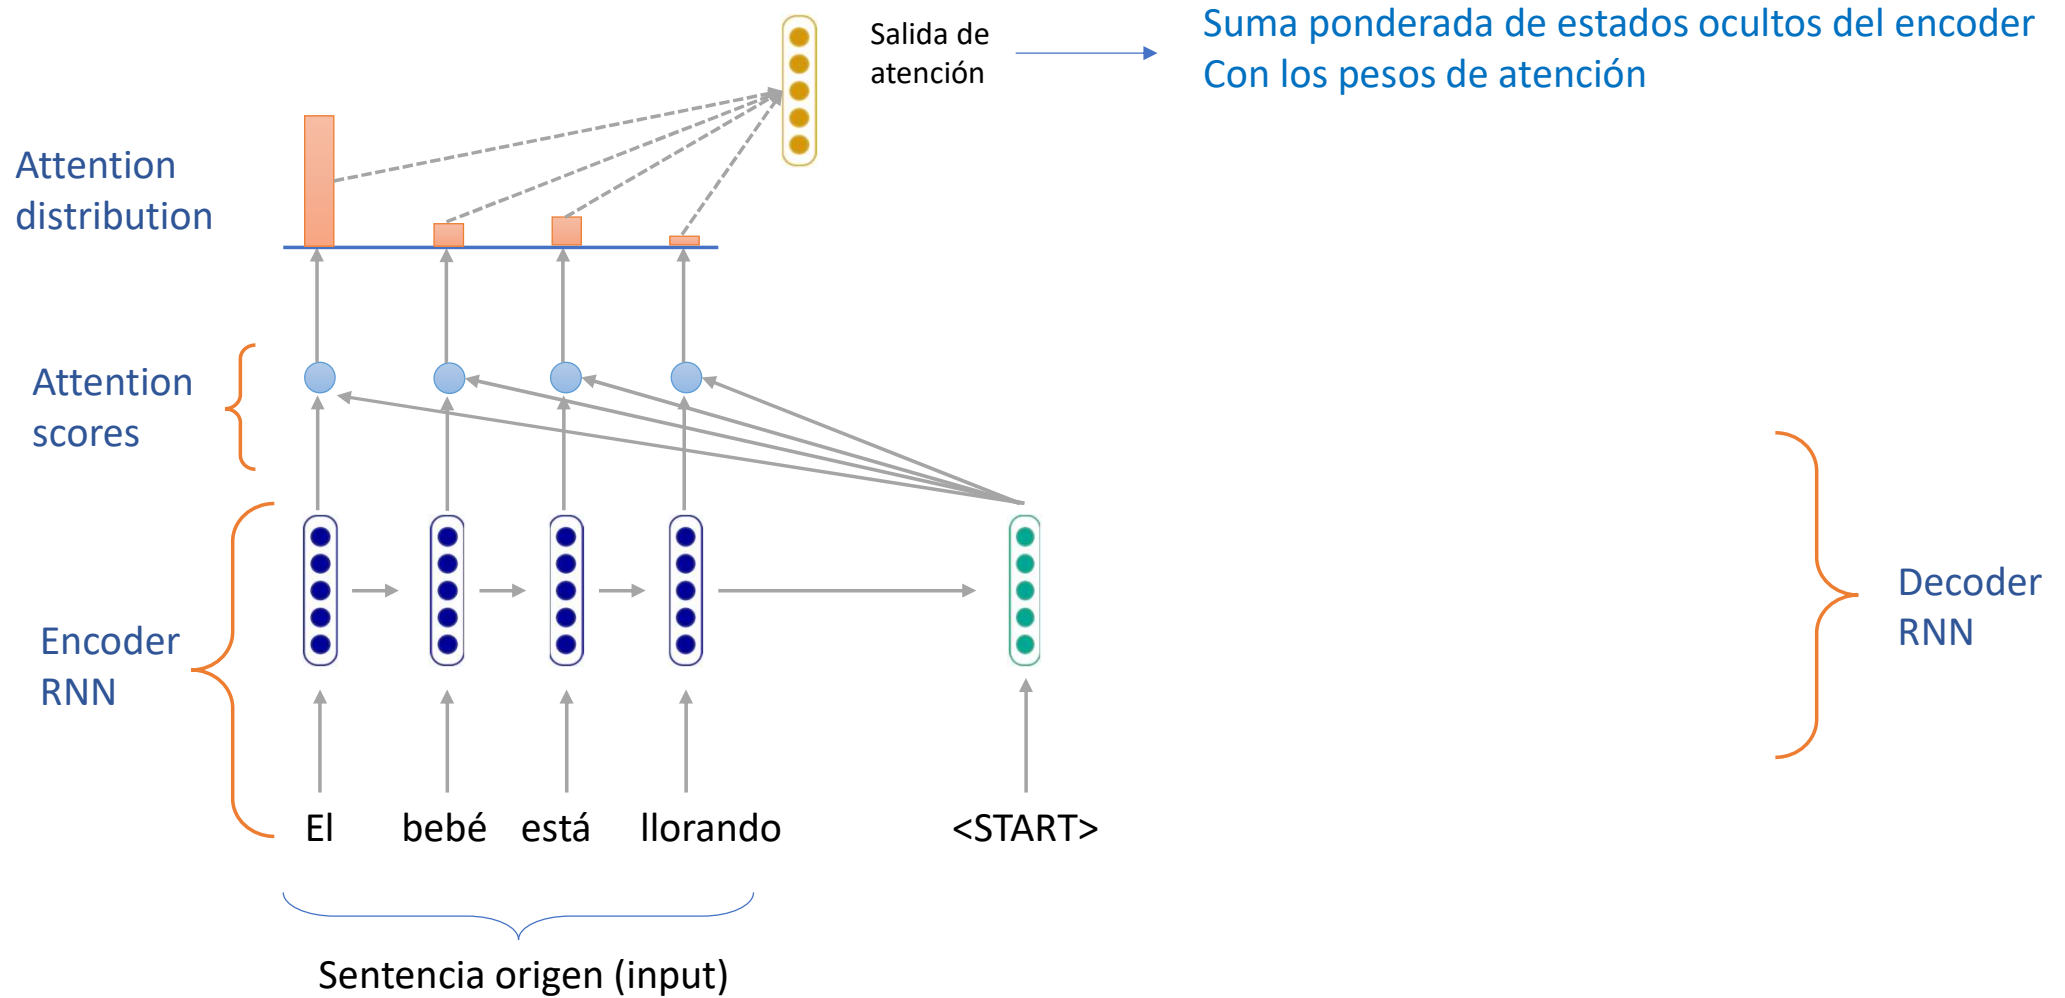 Salida de
atención
Suma ponderada de estados ocultos del encoder
Con los pesos de atención
Attention
distribution
Attention
scores
Encoder
RNN
Decoder
RNN
El bebé está llorando <START>
Sentencia origen (input)